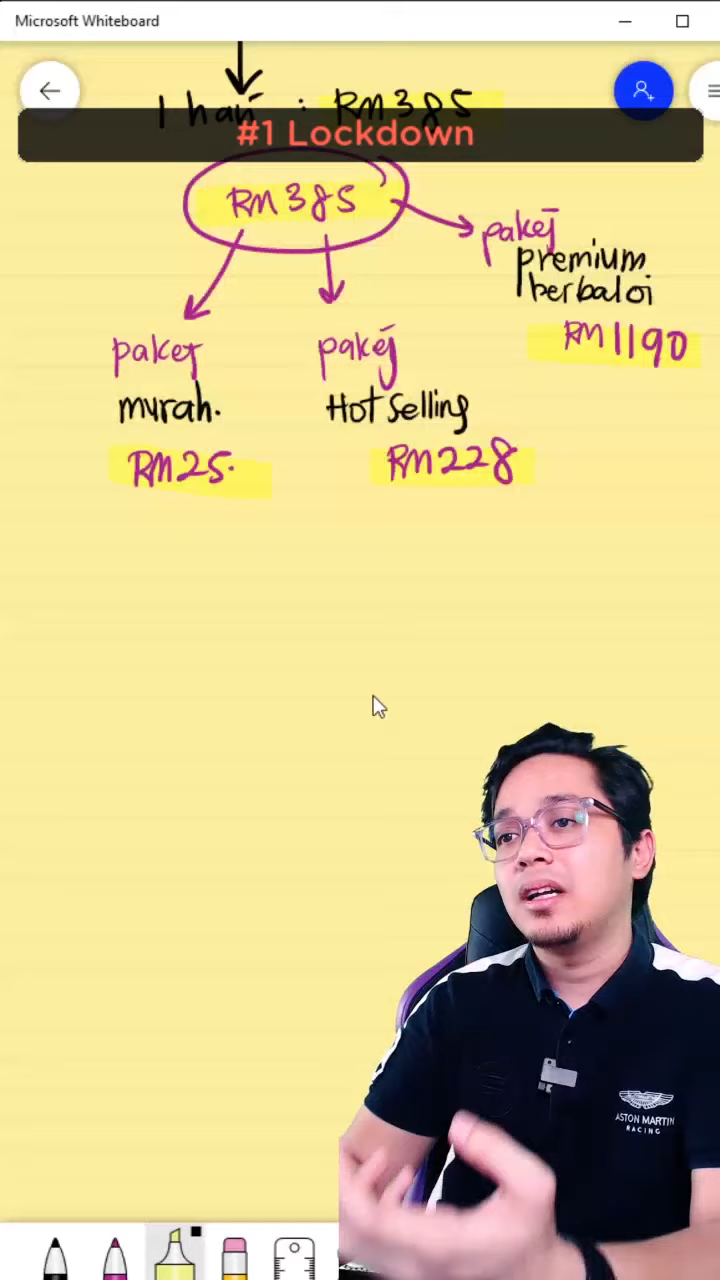 Microsoft Whiteboard
1 hari : RM385
#1 Lockdown
RM385
pakej
premium
berbaloi
RM1190
pakej
murah.
RM25.
pakej
Hot Selling
RM228
ASTON MARTIN
RACING